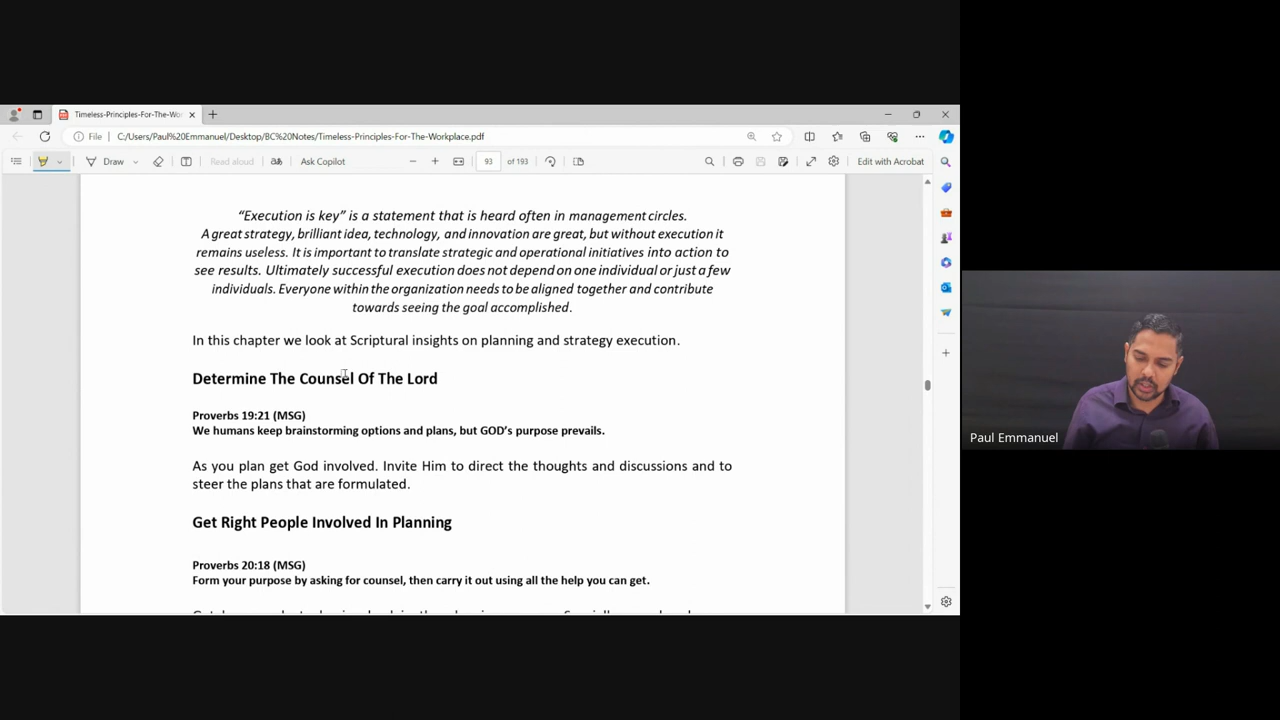 Timeless-Principles-For-The-Wor
File
C:/Users/Paul%20Emmanuel/Desktop/BC%20Notes/Timeless-Principles-For-The-Workplace.pdf
Draw
Read aloud
Ask Copilot
93
of 193
Edit with Acrobat
“Execution is key” is a statement that is heard often in management circles.
A great strategy, brilliant idea, technology, and innovation are great, but without execution it
remains useless. It is important to translate strategic and operational initiatives into action to
see results. Ultimately successful execution does not depend on one individual or just a few
individuals. Everyone within the organization needs to be aligned together and contribute
towards seeing the goal accomplished.
In this chapter we look at Scriptural insights on planning and strategy execution.
Determine The Counsel Of The Lord
Proverbs 19:21 (MSG)
We humans keep brainstorming options and plans, but GOD’s purpose prevails.
As you plan get God involved. Invite Him to direct the thoughts and discussions and to
steer the plans that are formulated.
Get Right People Involved In Planning
Proverbs 20:18 (MSG)
Form your purpose by asking for counsel, then carry it out using all the help you can get.
Paul Emmanuel